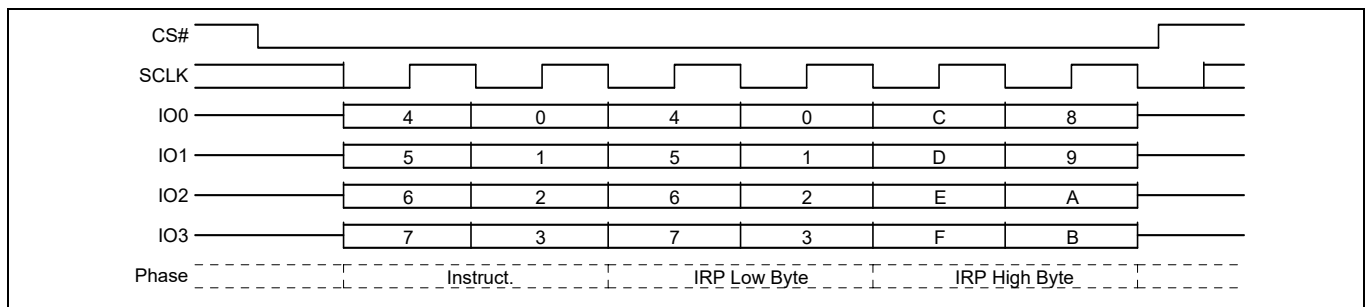 CS#
SCLK
IO0 4 0 4 0 C 8
IO1 5 1 5 1 D 9
IO2 6 2 6 2 E A
IO3 7 3 7 3 F B
Phase Instruct. IRP Low Byte IRP High Byte